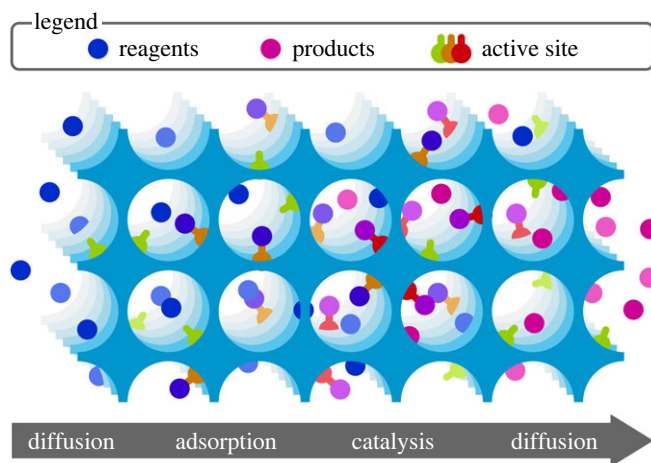 legend
reagents products active site
diffusion adsorption catalysis diffusion